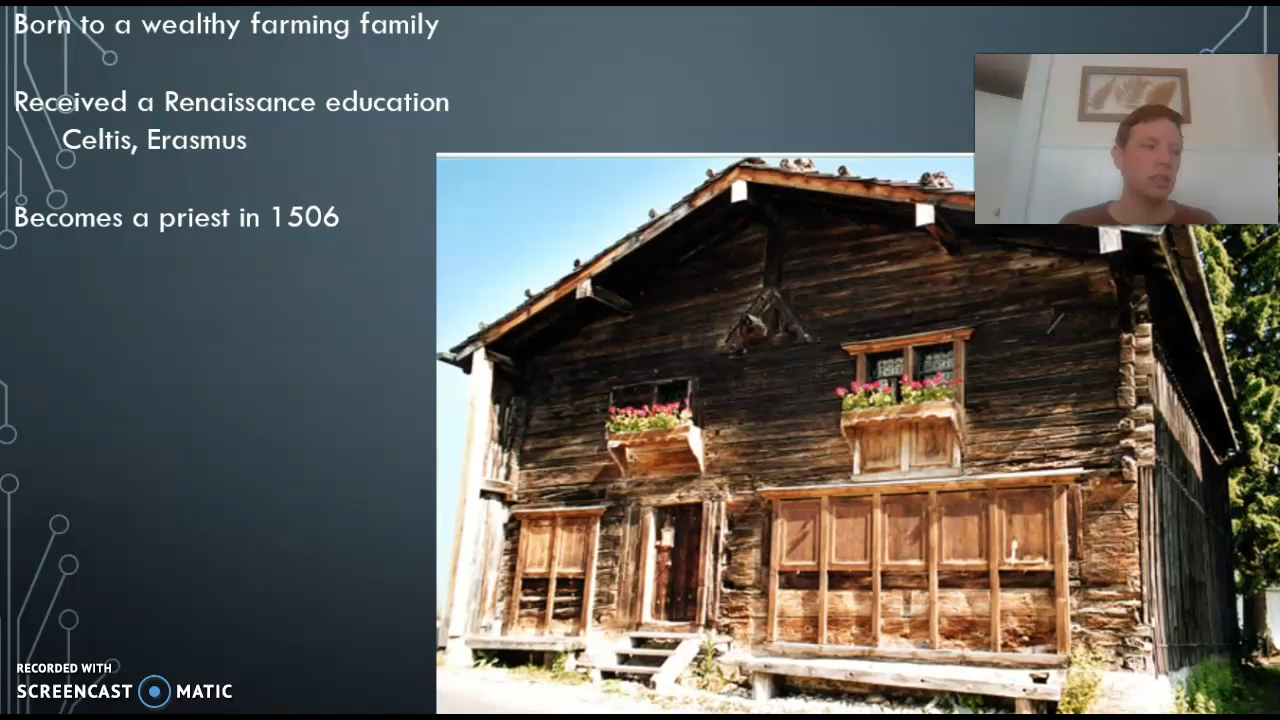 Born to a wealthy farming family
Received a Renaissance education
Celtis, Erasmus
Becomes a priest in 1506
RECORDED WITH
SCREENCAST MATIC